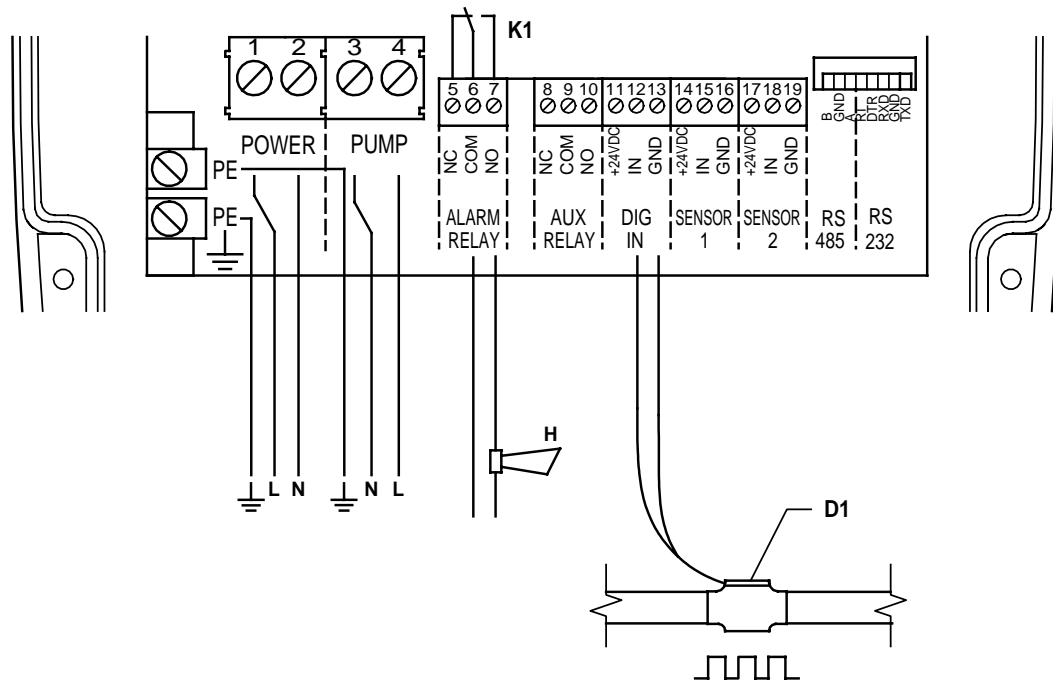 K1
1 2 3 4
5 6 7 8 9 10 11 12 13 14 15 16 17 18 19
B GND A RT DTR RXD GND TXD
POWER PUMP
PE
PE
NC COM NO NC COM NO +24VDC IN GND +24VDC IN GND +24VDC IN GND
ALARM RELAY
AUX RELAY
DIG IN
SENSOR 1
SENSOR 2
RS 485
RS 232
H
L N N L
D1